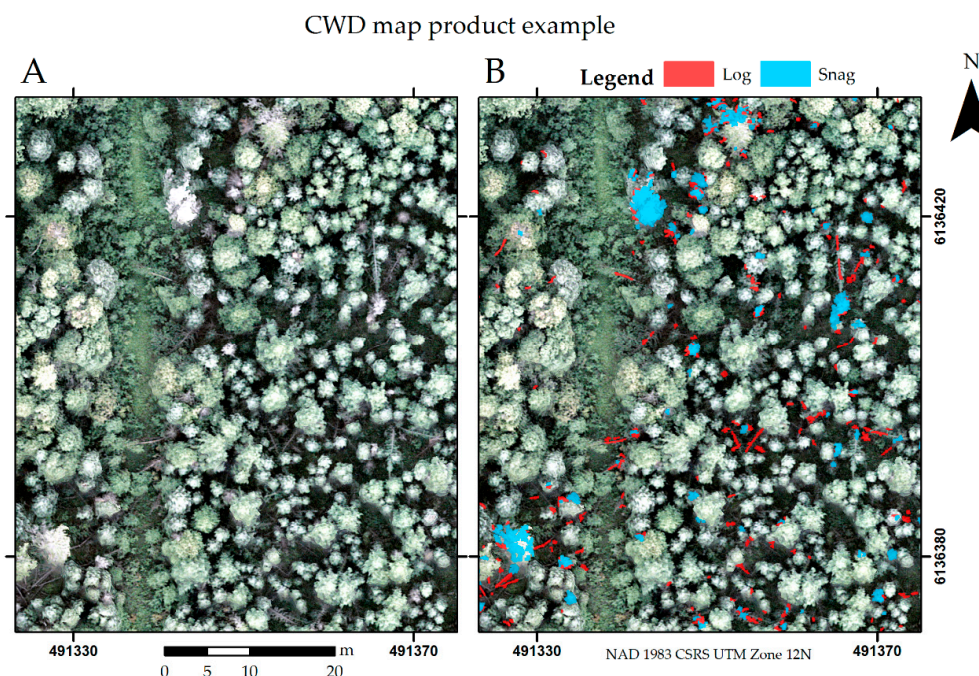 CWD map product example
A
B
Legend
Log
Snag
N
6136420
6136380
491330
491370
491330
491370
0 5 10 20 m
NAD 1983 CSRS UTM Zone 12N